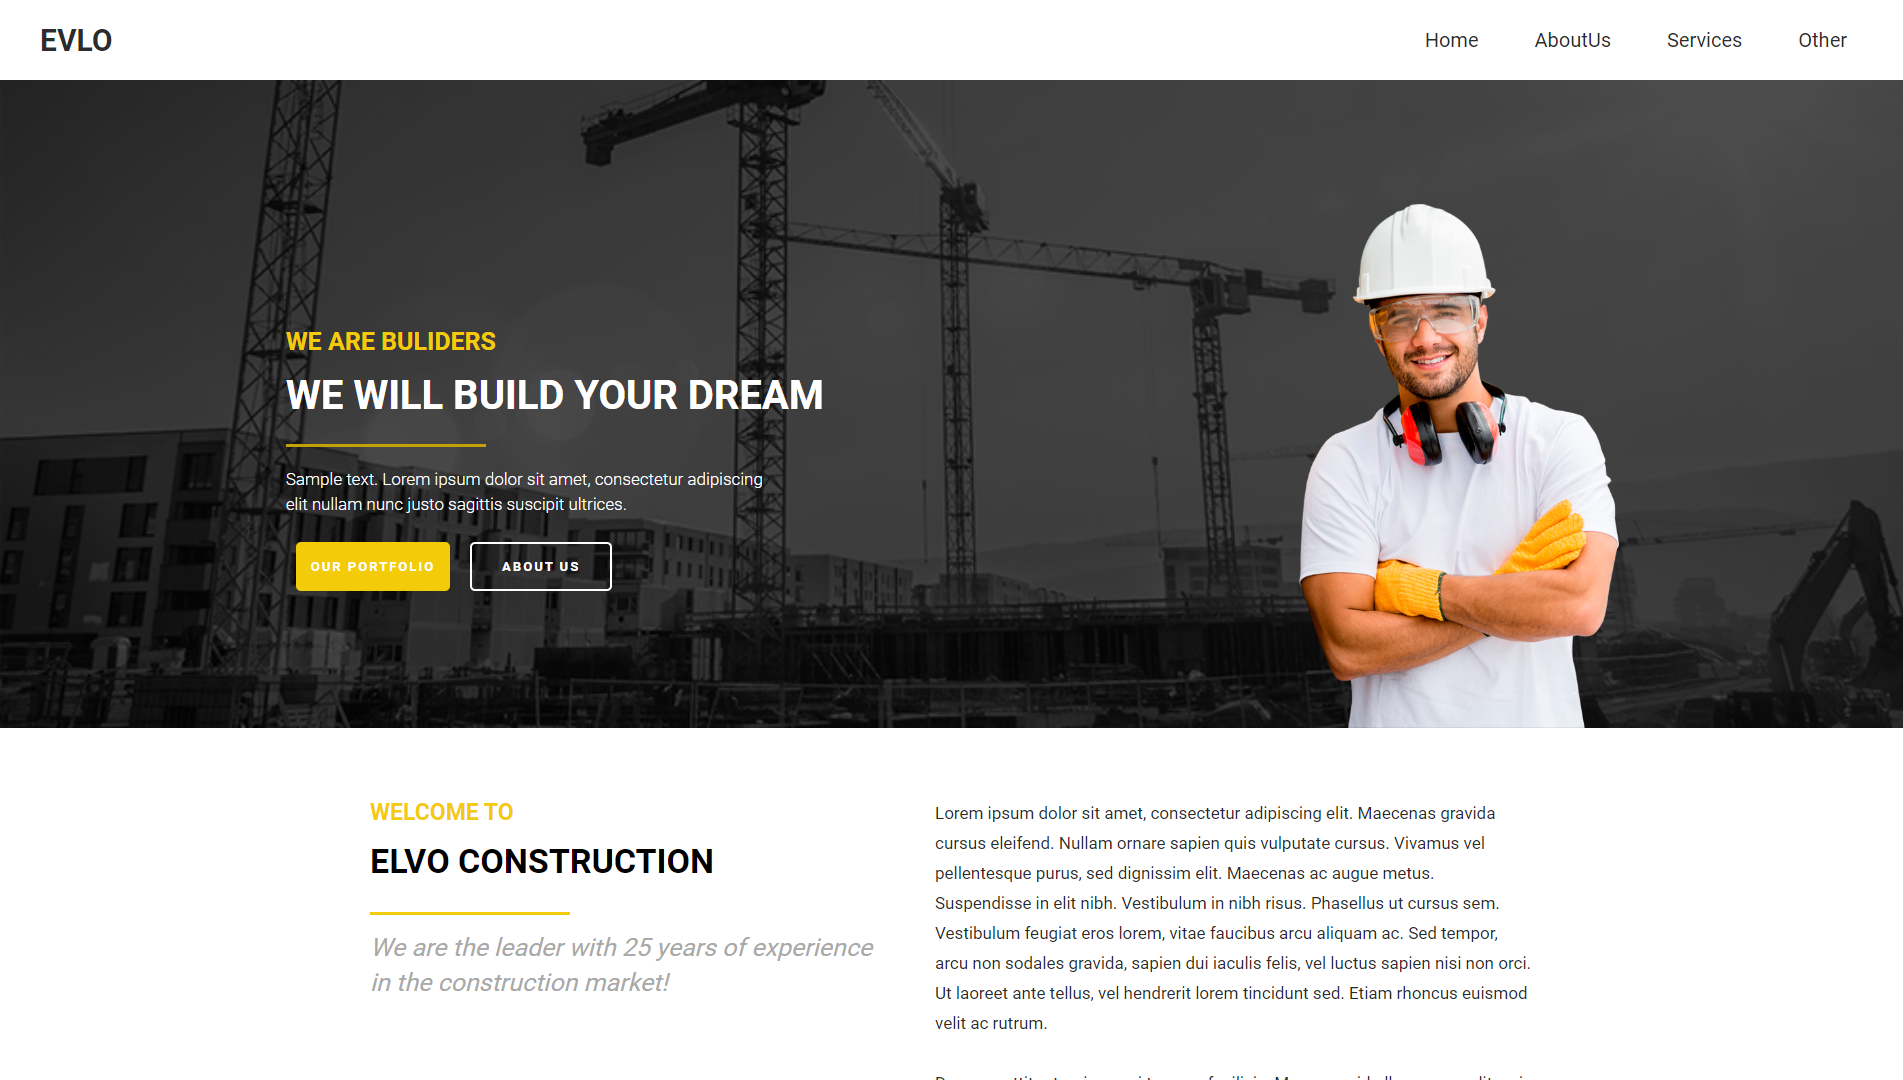 EVLO
Home AboutUs Services Other
WE ARE BULIDERS
WE WILL BUILD YOUR DREAM
Sample text. Lorem ipsum dolor sit amet, consectetur adipiscing
elit nullam nunc justo sagittis suscipit ultrices.
OUR PORTFOLIO ABOUT US
WELCOME TO
ELVO CONSTRUCTION
We are the leader with 25 years of experience
in the construction market!
Lorem ipsum dolor sit amet, consectetur adipiscing elit. Maecenas gravida
cursus eleifend. Nullam ornare sapien quis vulputate cursus. Vivamus vel
pellentesque purus, sed dignissim elit. Maecenas ac augue metus.
Suspendisse in elit nibh. Vestibulum in nibh risus. Phasellus ut cursus sem.
Vestibulum feugiat eros lorem, vitae faucibus arcu aliquam ac. Sed tempor,
arcu non sodales gravida, sapien dui iaculis felis, vel luctus sapien nisi non orci.
Ut laoreet ante tellus, vel hendrerit lorem tincidunt sed. Etiam rhoncus euismod
velit ac rutrum.